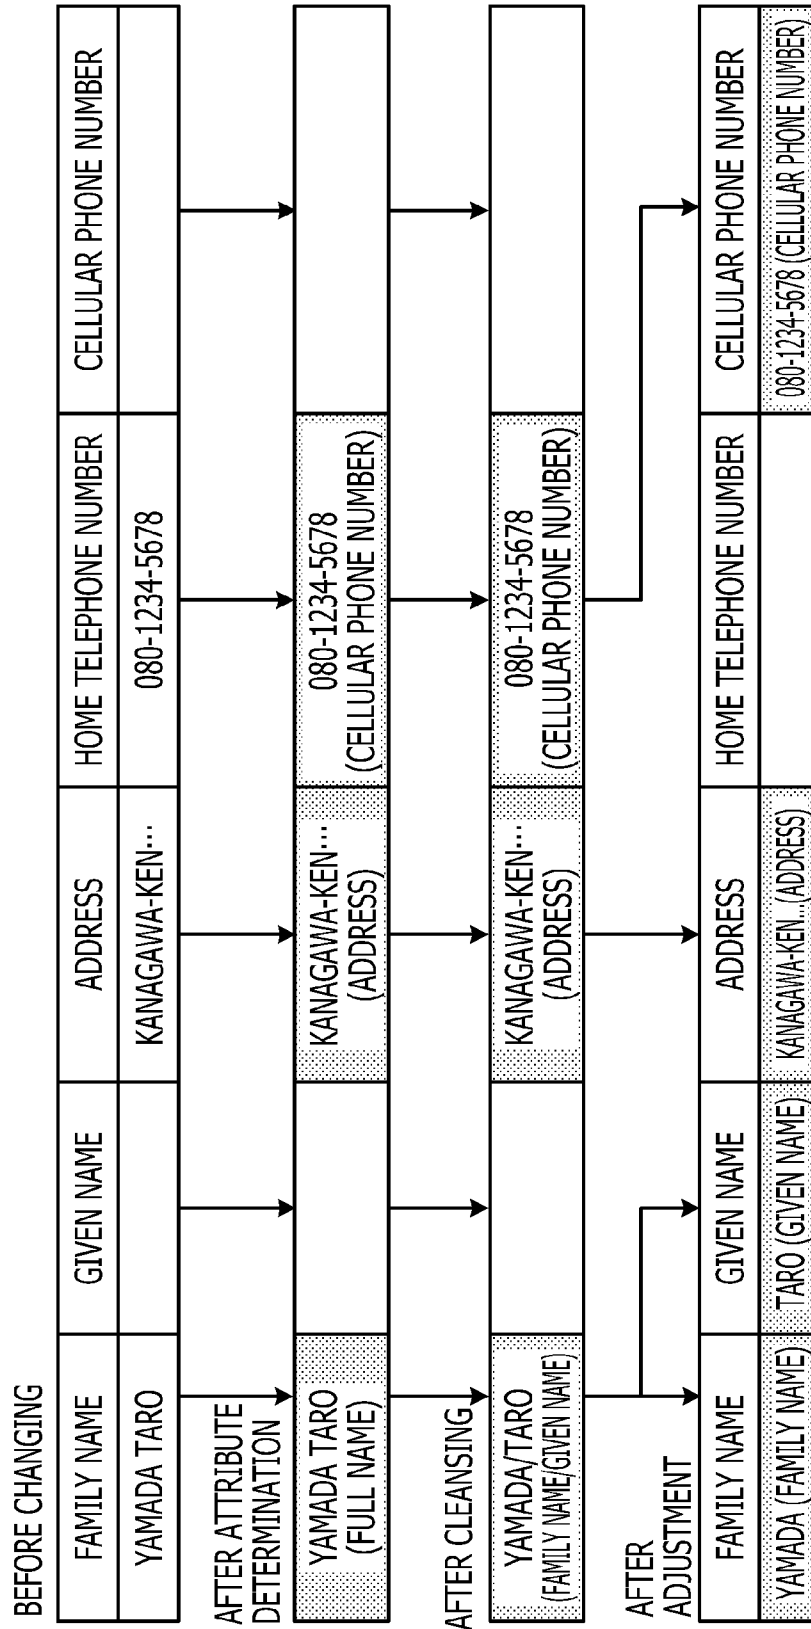 BEFORE CHANGING
FAMILY NAME
GIVEN NAME
ADDRESS
HOME TELEPHONE NUMBER
CELLULAR PHONE NUMBER
YAMADA TARO
KANAGAWA-KEN...
080-1234-5678
AFTER ATTRIBUTE
DETERMINATION
YAMADA TARO
(FULL NAME)
KANAGAWA-KEN...
(ADDRESS)
080-1234-5678
(CELLULAR PHONE NUMBER)
AFTER CLEANSING
YAMADA/TARO
(FAMILY NAME/GIVEN NAME)
KANAGAWA-KEN...
(ADDRESS)
080-1234-5678
(CELLULAR PHONE NUMBER)
AFTER
ADJUSTMENT
FAMILY NAME
GIVEN NAME
ADDRESS
HOME TELEPHONE NUMBER
CELLULAR PHONE NUMBER
YAMADA (FAMILY NAME)
TARO (GIVEN NAME)
KANAGAWA-KEN...(ADDRESS)
080-1234-5678 (CELLULAR PHONE NUMBER)